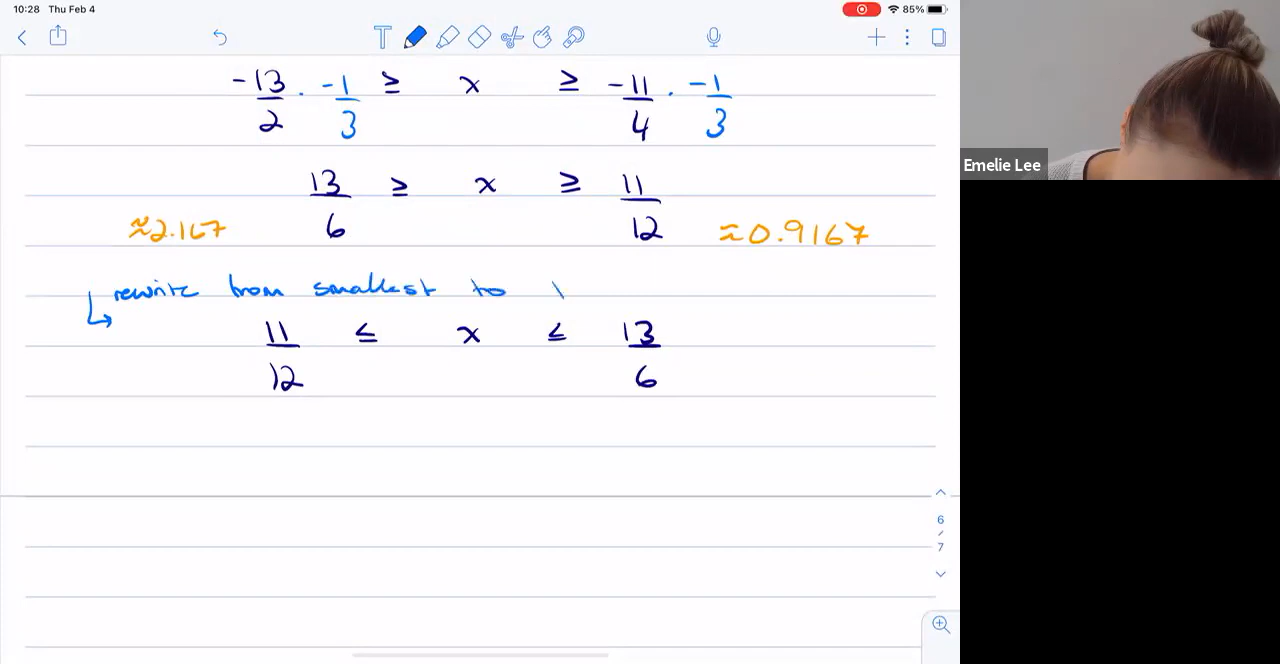 10:28 Thu Feb 4 85%
T
-13/2 · -1/3 ≥ x ≥ -11/4 · -1/3
13/6 ≥ x ≥ 11/12
≈2.167 ≈0.9167
rewrite from smallest to
11/12 ≤ x ≤ 13/6
6
/
7
Emelie Lee